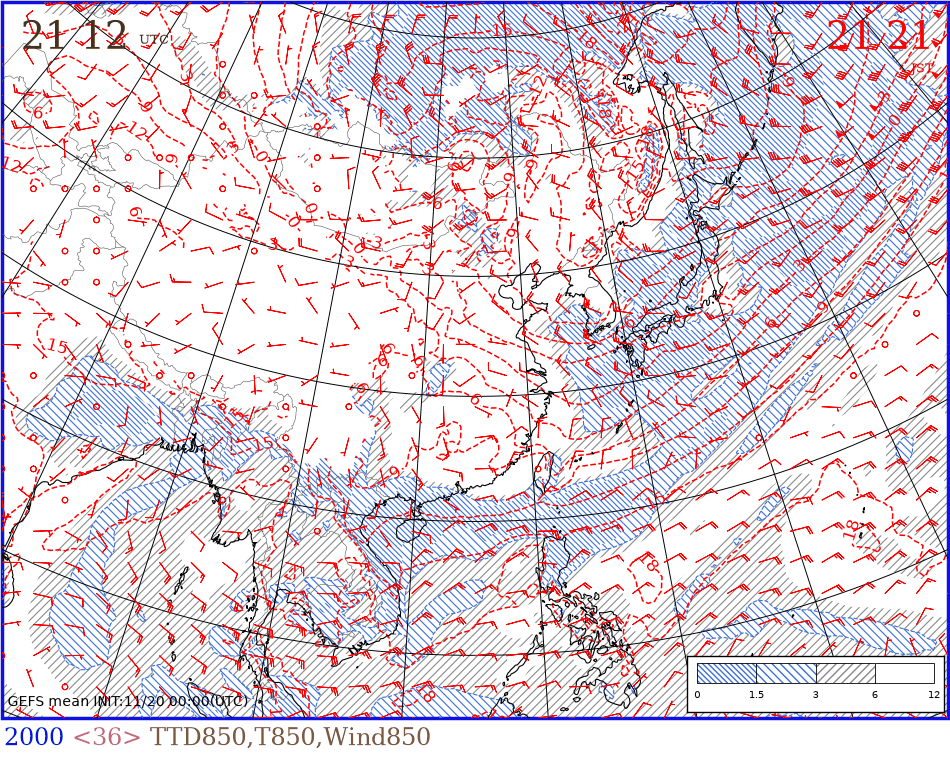 21 12 UTC 21 21 JST
0 1.5 3 6 12
GEFS mean INIT:11/20 00:00(UTC)
2000 <36> TTD850,T850,Wind850